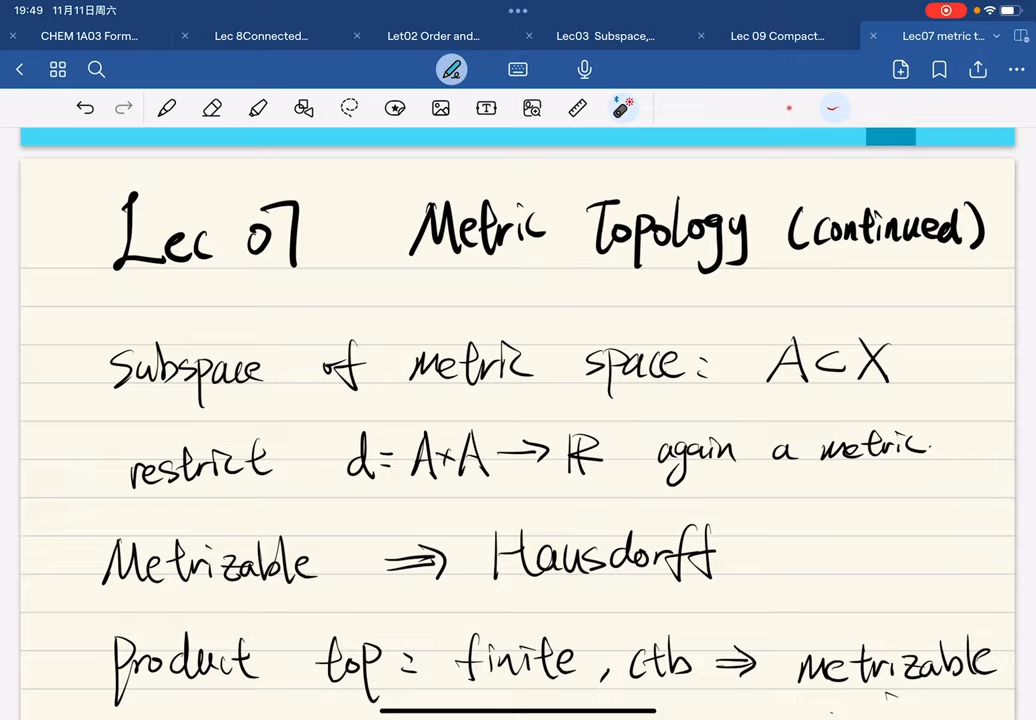 19:49 11月11日周六
CHEM 1A03 Form... Lec 8Connected... Let02 Order and... Lec03 Subspace,... Lec 09 Compact... Lec07 metric t...
Lec 07 Metric Topology (continued)
Subspace of metric space: A⊂X
restrict d: A×A → ℝ again a metric.
Metrizable ⇒ Hausdorff
Product top: finite, ctb ⇒ metrizable